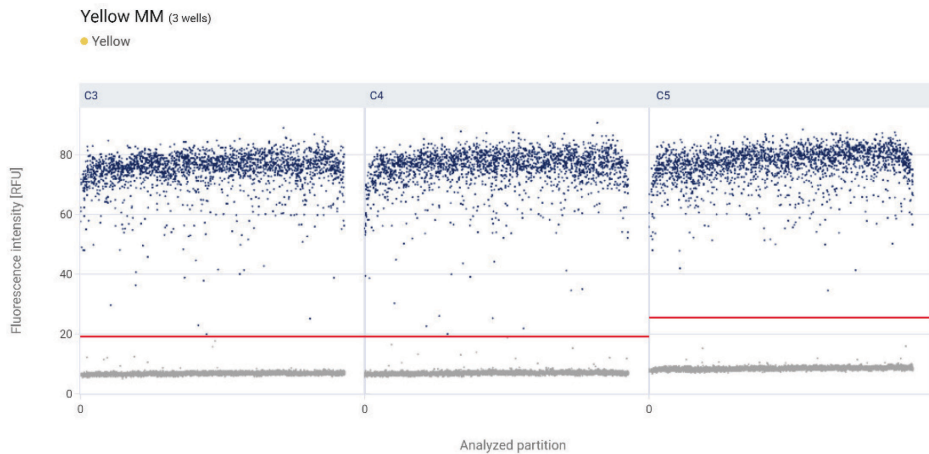 Yellow MM (3 wells)
Yellow
C3 C4 C5
Fluorescence intensity [RFU]
80
60
40
20
0
0 0 0
Analyzed partition